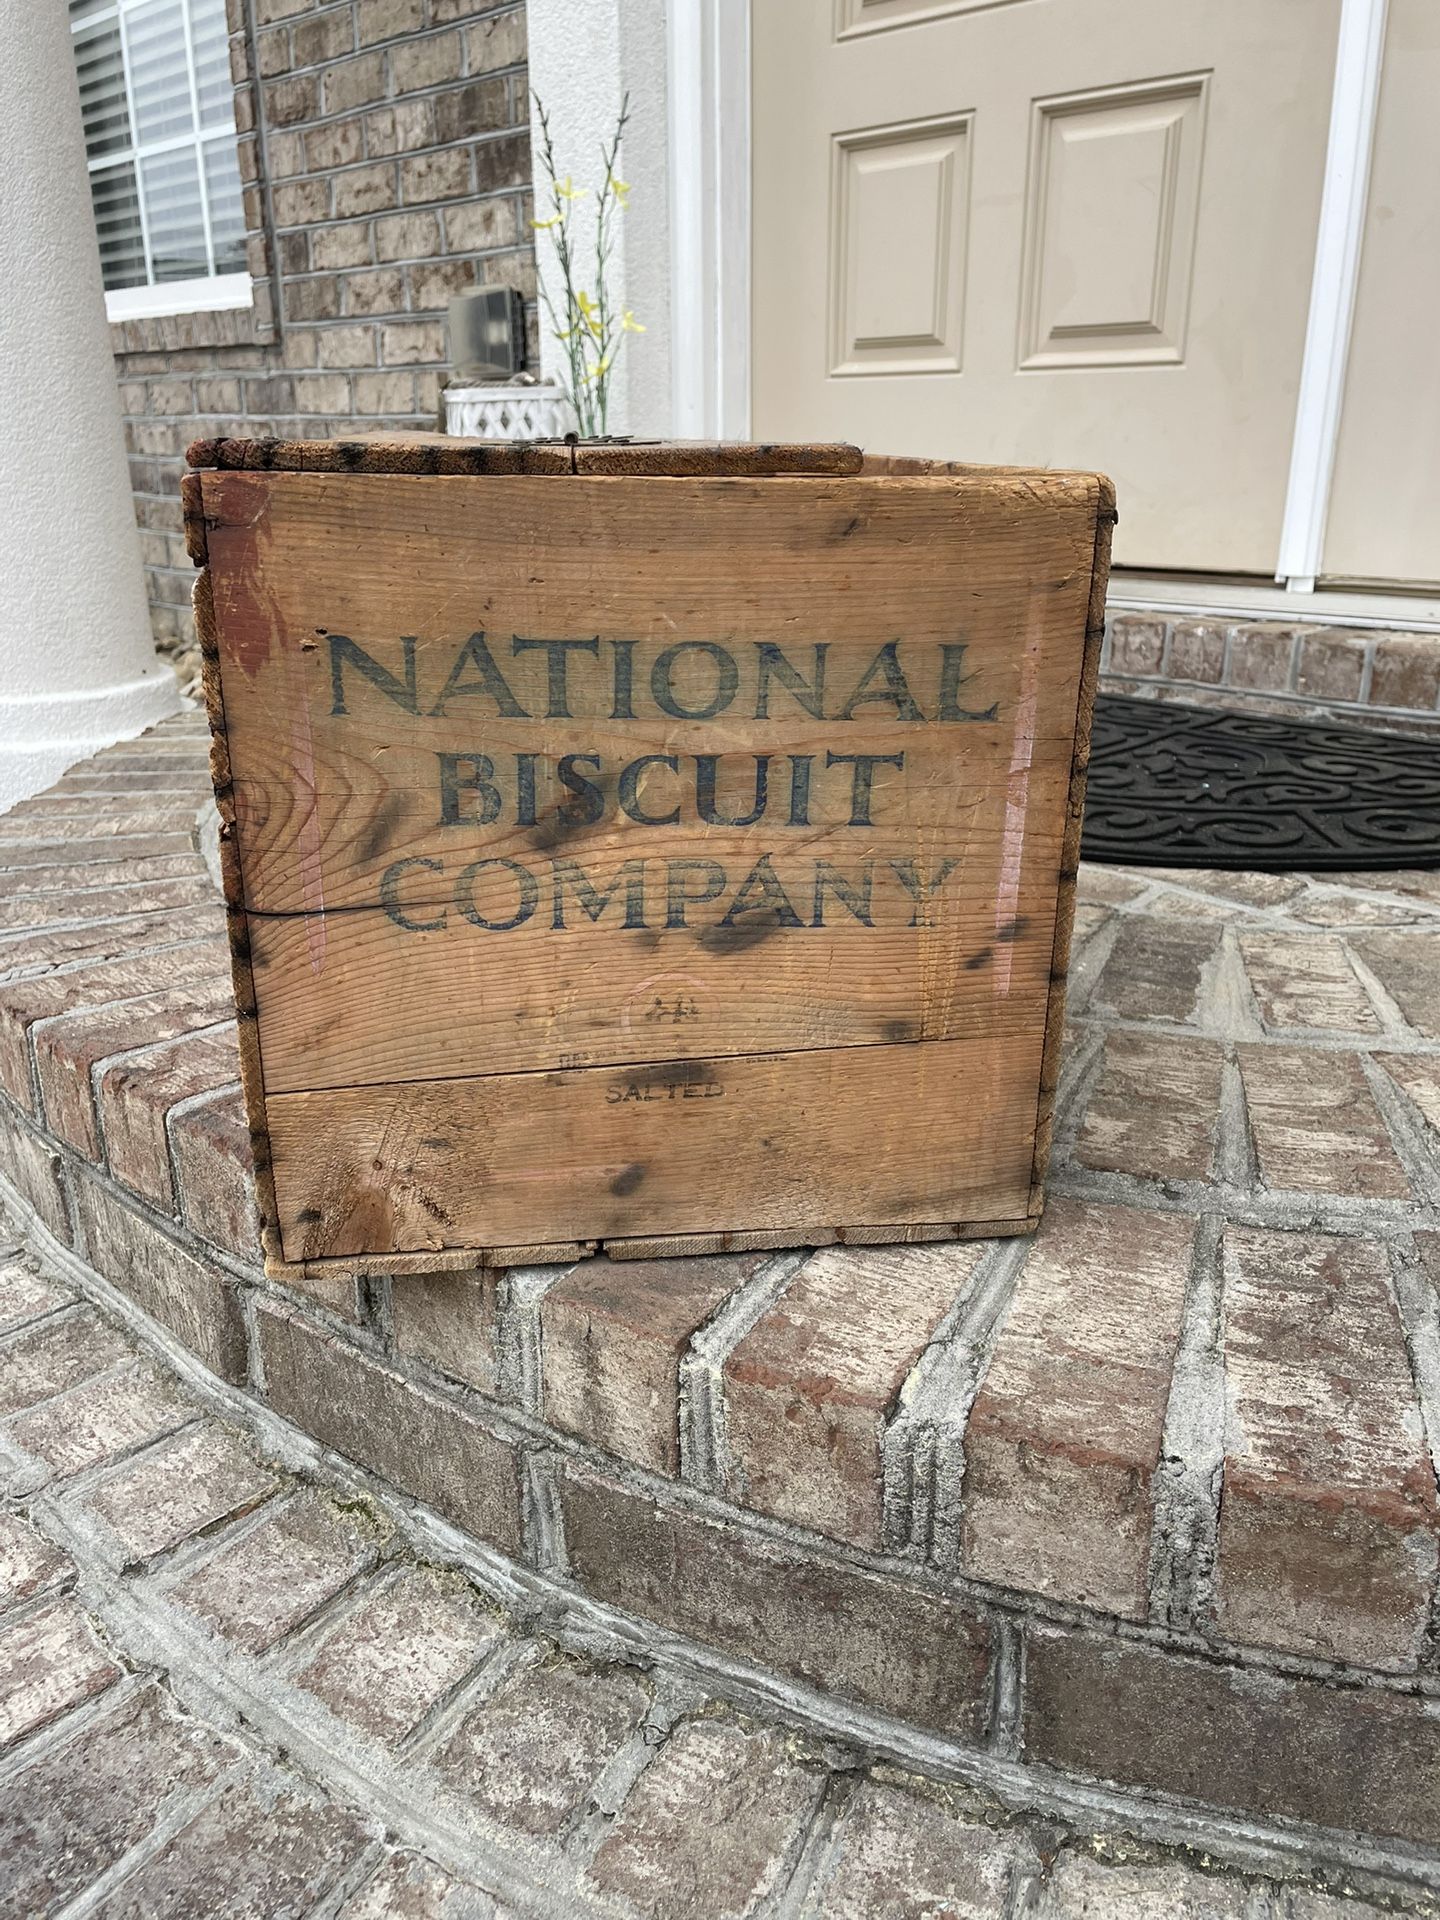 NATIONAL
BISCUIT
COMPANY
SALTED